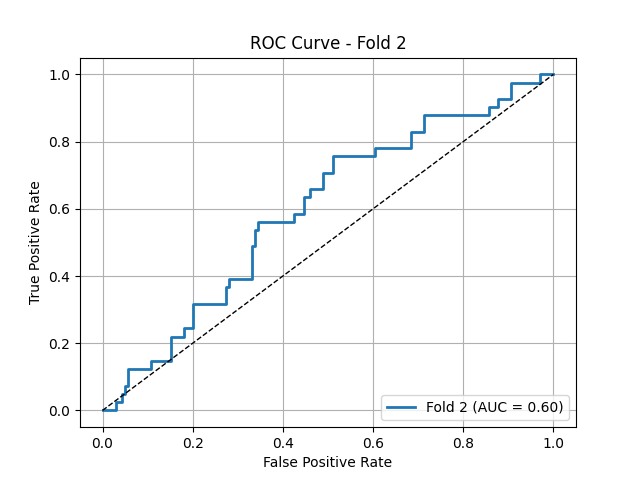 ROC Curve - Fold 2
1.0
0.8
0.6
0.4
0.2
0.0
True Positive Rate
Fold 2 (AUC = 0.60)
0.0 0.2 0.4 0.6 0.8 1.0
False Positive Rate